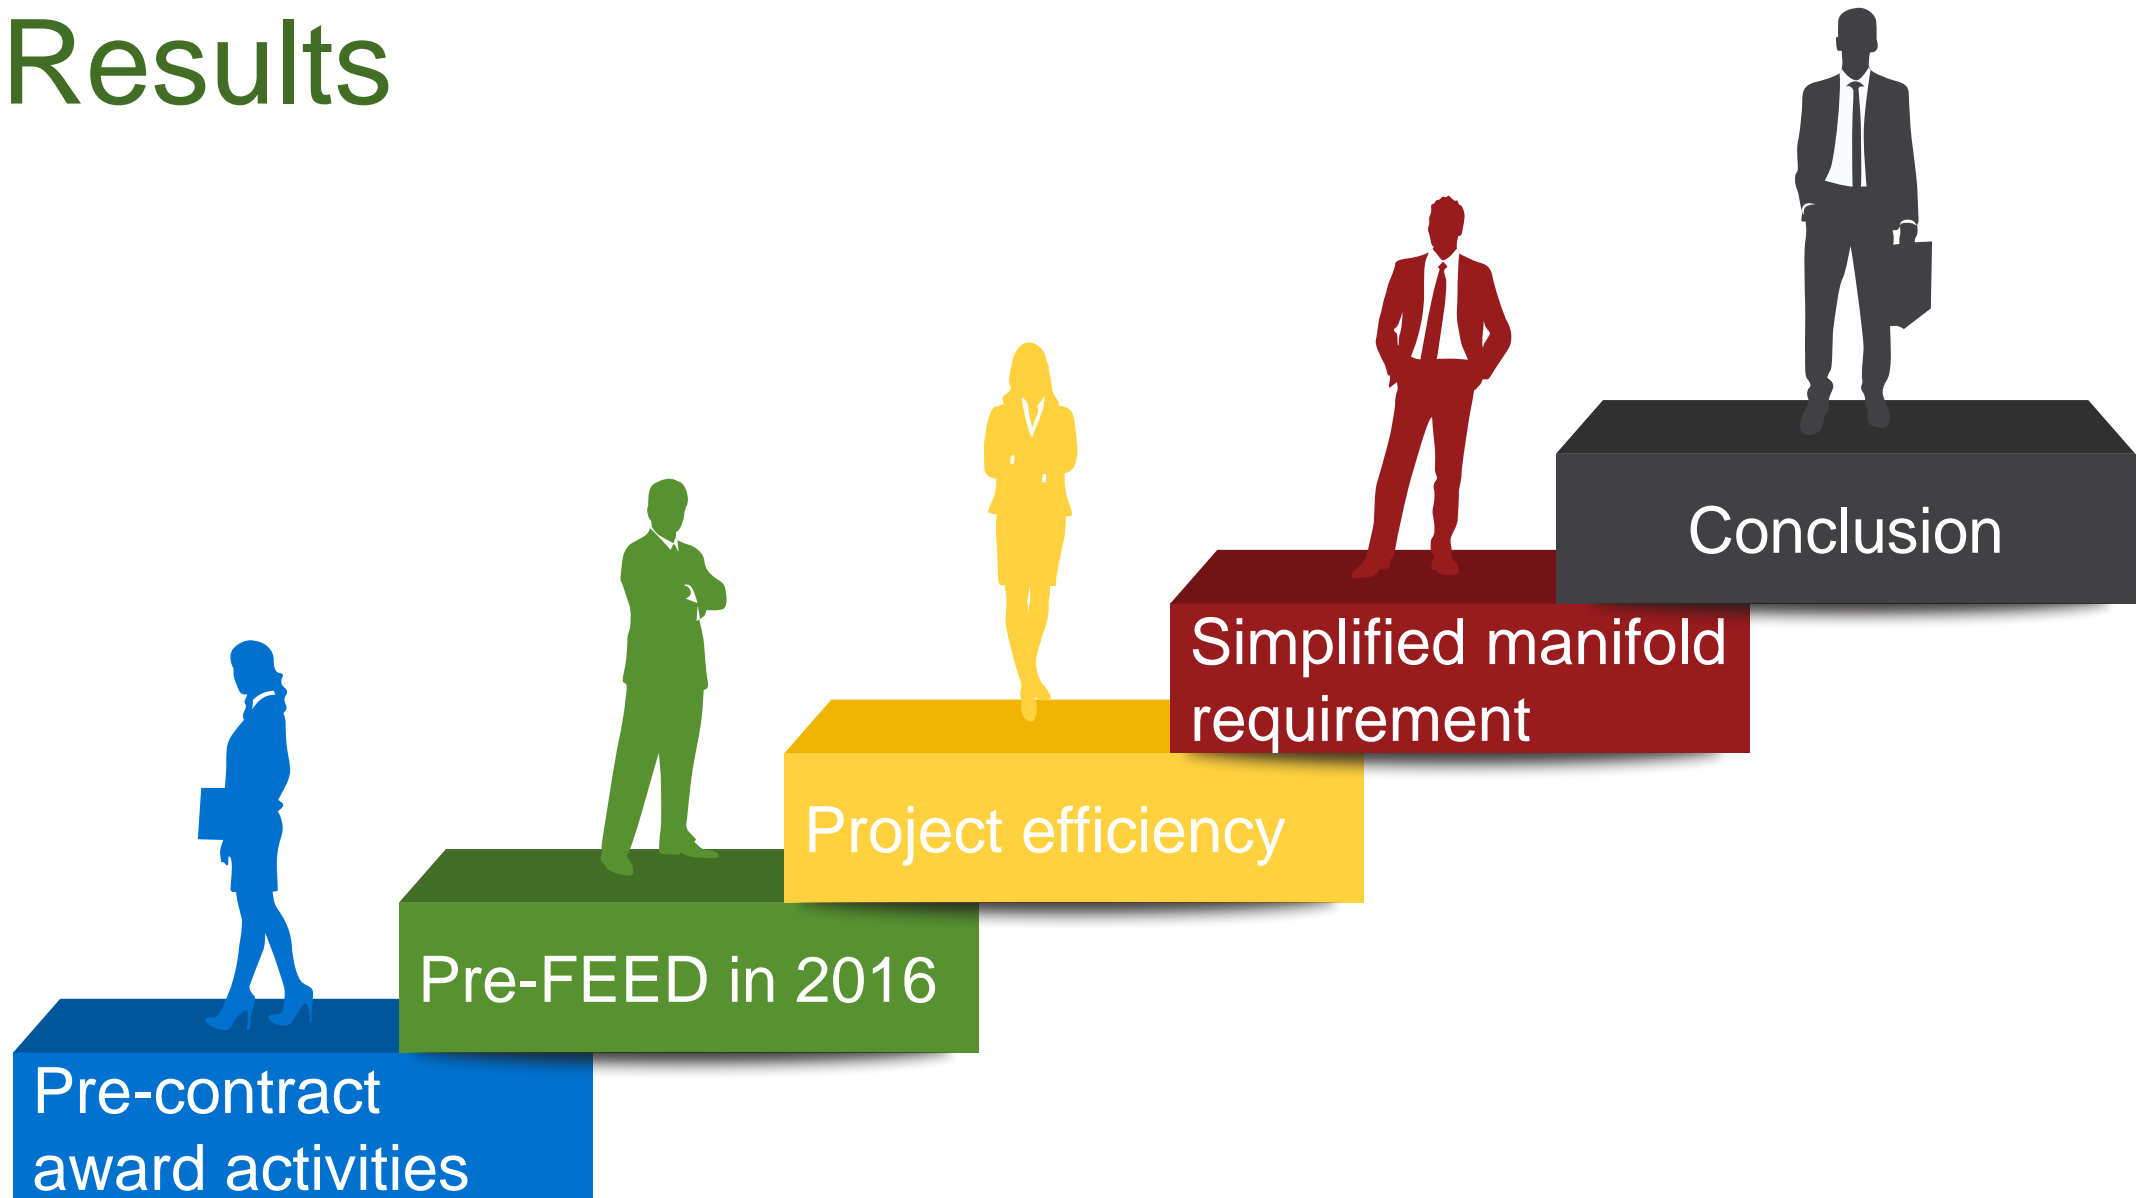 Results
Conclusion
Simplified manifold
requirement
Project efficiency
Pre-FEED in 2016
Pre-contract
award activities